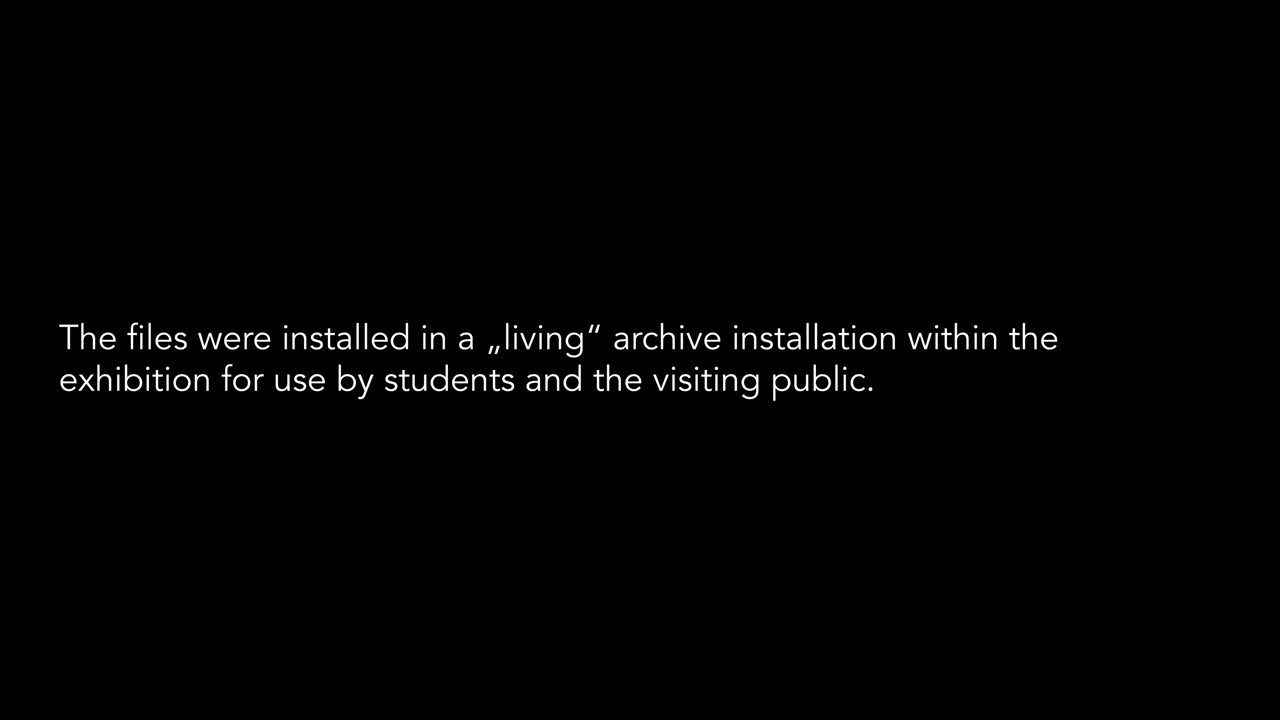 The files were installed in a „living“ archive installation within the
exhibition for use by students and the visiting public.